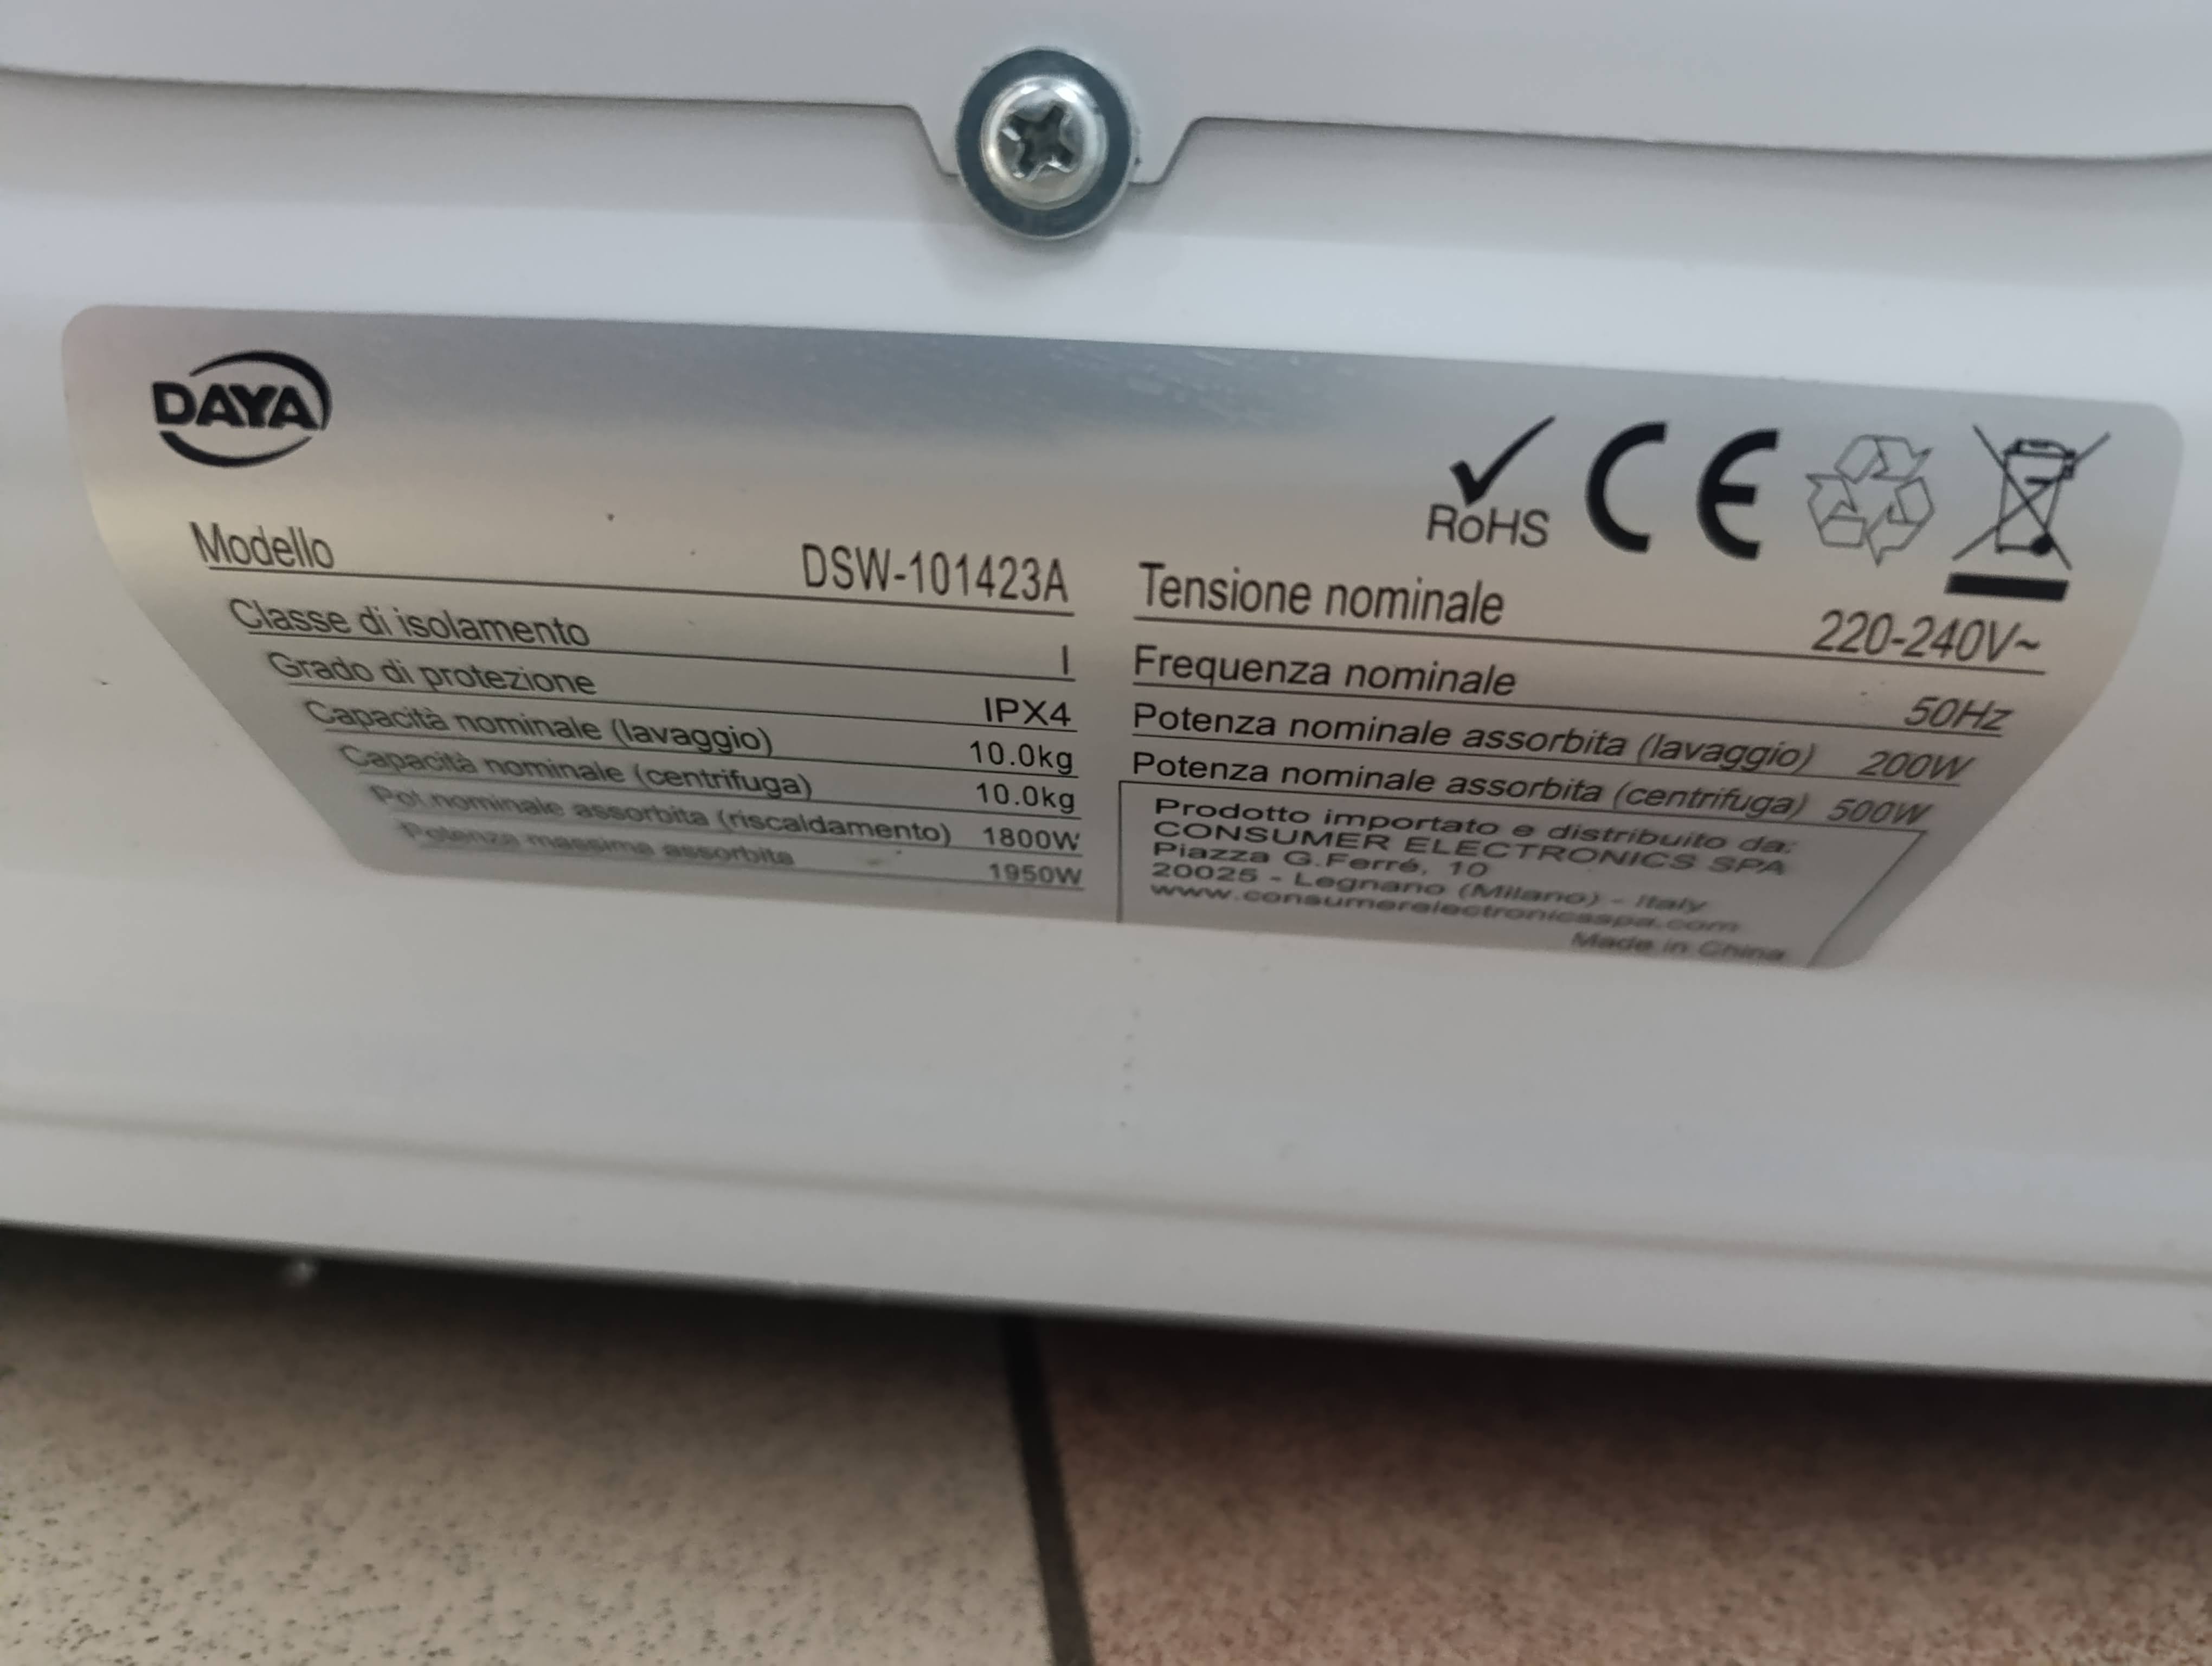 DAYA
RoHS
CE
Modello DSW-101423A
Classe di isolamento I
Grado di protezione IPX4
Capacità nominale (lavaggio) 10.0kg
Capacità nominale (centrifuga) 10.0kg
Pot.nominale assorbita (riscaldamento) 1800W
Potenza massima assorbita 1950W
Tensione nominale 220-240V~
Frequenza nominale 50Hz
Potenza nominale assorbita (lavaggio) 200W
Potenza nominale assorbita (centrifuga) 500W
Prodotto importato e distribuito da:
CONSUMER ELECTRONICS SPA
Piazza G.Ferré, 10
20025 - Legnano (Milano) - Italy
www.consumerelectronicsspa.com
Made in China